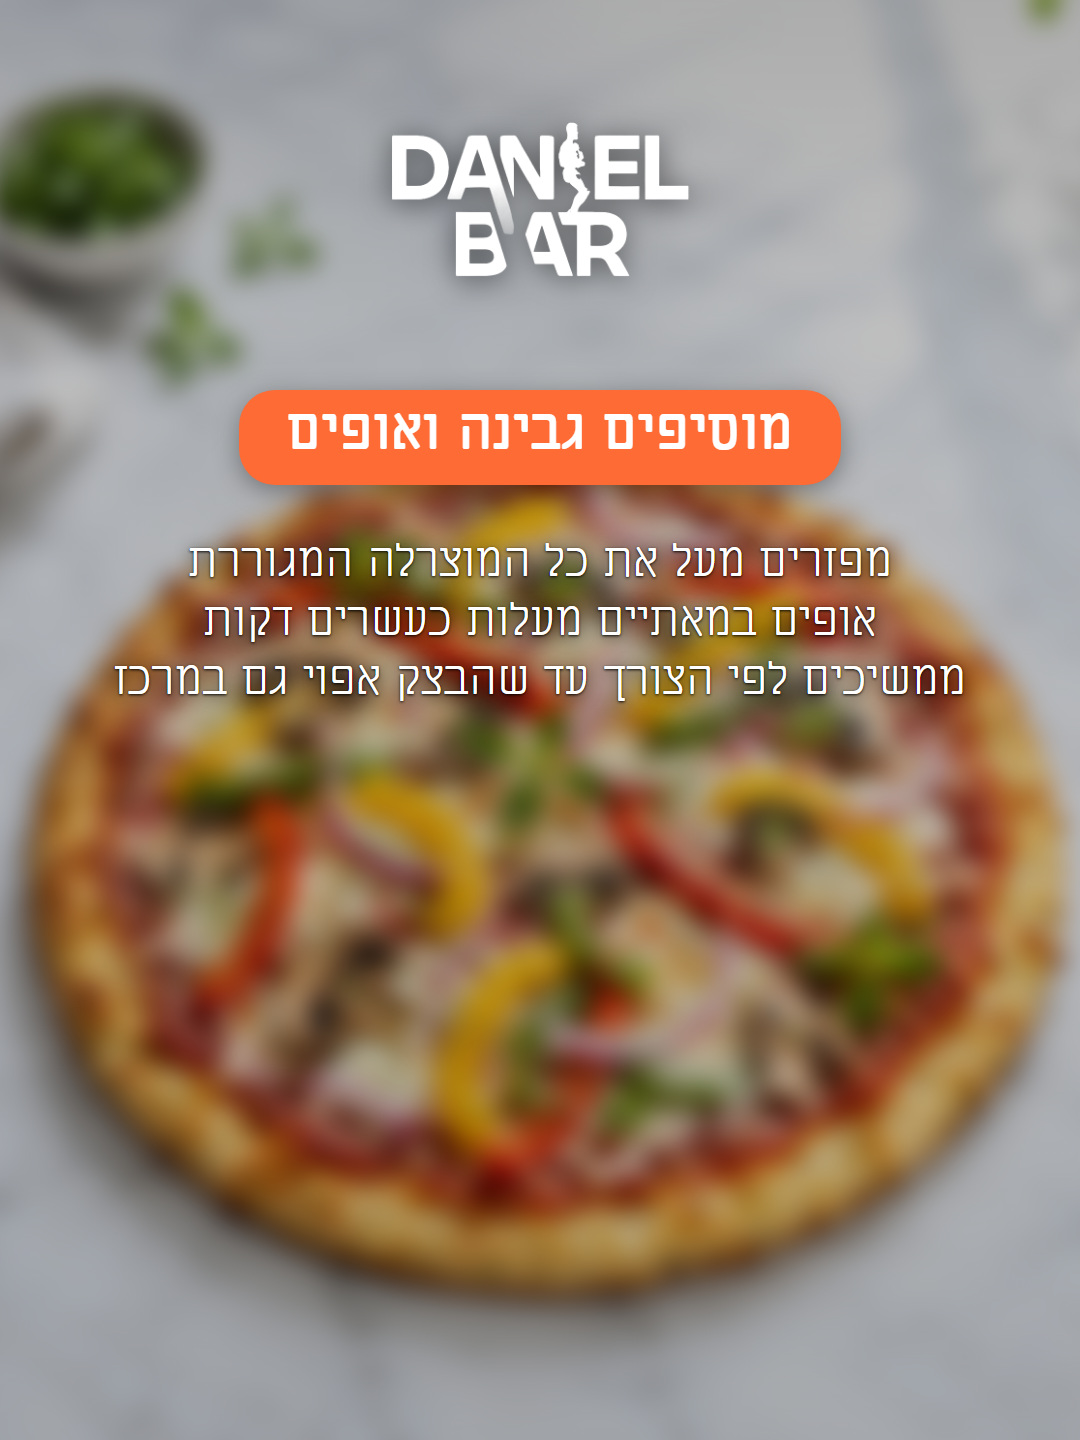 DANIEL
BAR
מוסיפים גבינה ואופים
מפזרים מעל את כל המוצרלה המגוררת
אופים במאתיים מעלות כעשרים דקות
ממשיכים לפי הצורך עד שהבצק אפוי גם במרכז